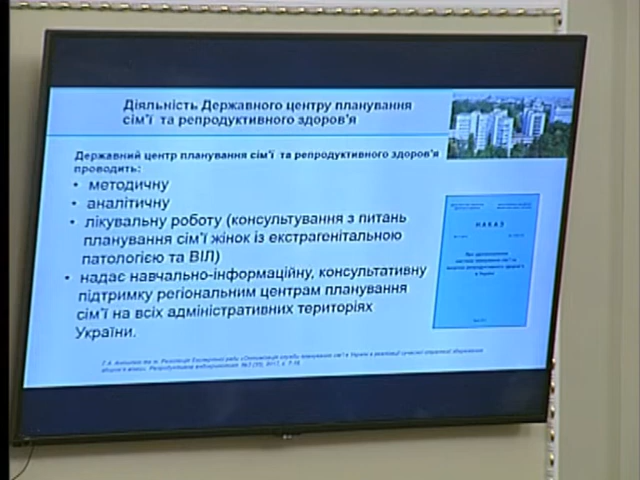 Діяльність Державного центру планування
сім'ї та репродуктивного здоров'я
Державний центр планування сім'ї та репродуктивного здоров'я
проводить:
• методичну
• аналітичну
• лікувальну роботу (консультування з питань
планування сім'ї жінок із екстрагенітальною
патологією та ВІЛ)
• надає навчально-інформаційну, консультативну
підтримку регіональним центрам планування
сім'ї на всіх адміністративних територіях
України.
НАКАЗ